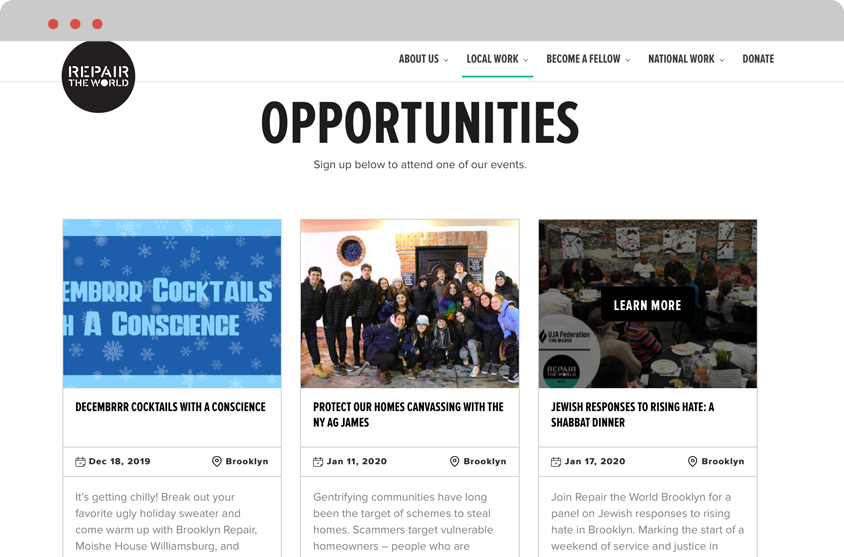 REPAIR
THE WORLD
ABOUT US
LOCAL WORK
BECOME A FELLOW
NATIONAL WORK
DONATE
OPPORTUNITIES
Sign up below to attend one of our events.
EMBRRR COCKTAILS
H A CONSCIENCE
DECEMBRRR COCKTAILS WITH A CONSCIENCE
Dec 18, 2019
Brooklyn
It's getting chilly! Break out your
favorite ugly holiday sweater and
come warm up with Brooklyn Repair,
Moishe House Williamsburg, and
PROTECT OUR HOMES CANVASSING WITH THE
NY AG JAMES
Jan 11, 2020
Brooklyn
Gentrifying communities have long
been the target of schemes to steal
homes. Scammers target vulnerable
homeowners – people who are
LEARN MORE
UJA Federation
REPAIR
THE WORLD
JEWISH RESPONSES TO RISING HATE: A
SHABBAT DINNER
Jan 17, 2020
Brooklyn
Join Repair the World Brooklyn for a
panel on Jewish responses to rising
hate in Brooklyn. Marking the start of a
weekend of service and justice in